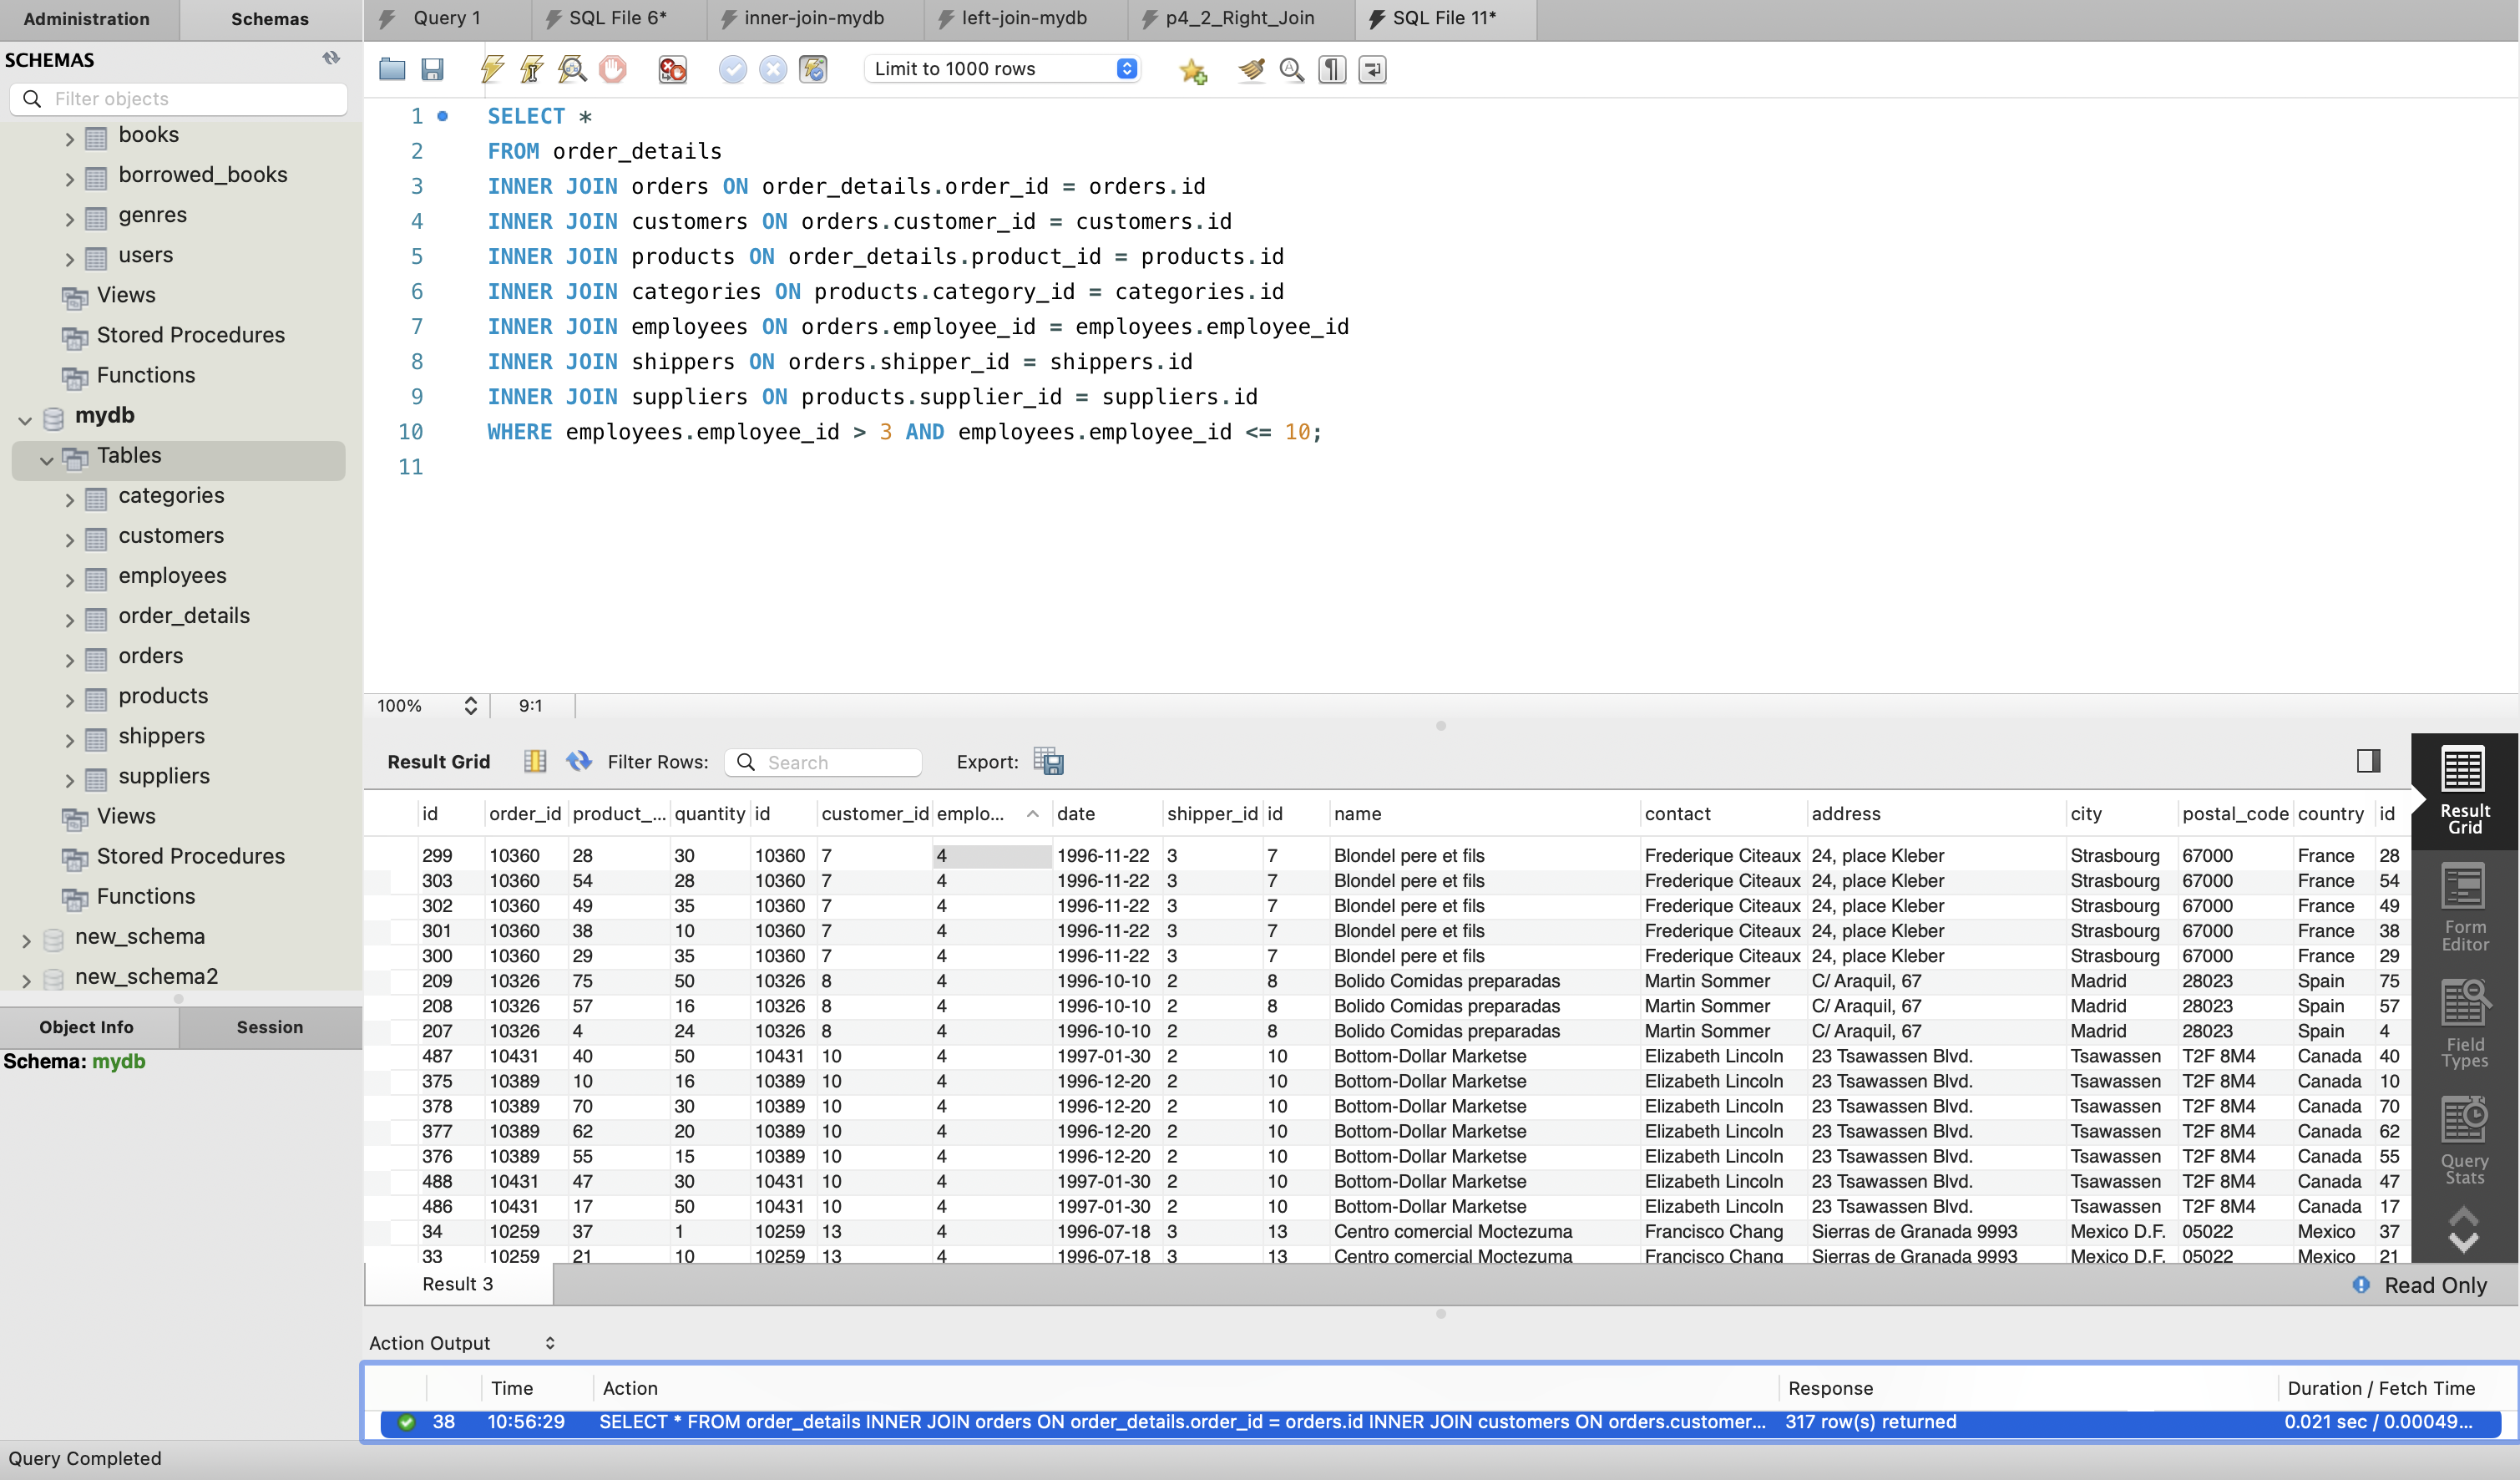 Administration
Schemas
SCHEMAS
Filter objects
books
borrowed_books
genres
users
Views
Stored Procedures
Functions
mydb
Tables
categories
customers
employees
order_details
orders
products
shippers
suppliers
Views
Stored Procedures
Functions
new_schema
new_schema2
Object Info
Session
Schema: mydb
Query 1
SQL File 6*
inner-join-mydb
left-join-mydb
p4_2_Right_Join
SQL File 11*
Limit to 1000 rows
1 SELECT *
2 FROM order_details
3 INNER JOIN orders ON order_details.order_id = orders.id
4 INNER JOIN customers ON orders.customer_id = customers.id
5 INNER JOIN products ON order_details.product_id = products.id
6 INNER JOIN categories ON products.category_id = categories.id
7 INNER JOIN employees ON orders.employee_id = employees.employee_id
8 INNER JOIN shippers ON orders.shipper_id = shippers.id
9 INNER JOIN suppliers ON products.supplier_id = suppliers.id
10 WHERE employees.employee_id > 3 AND employees.employee_id <= 10;
11
100% 9:1
Result Grid Filter Rows: Search Export:
id order_id product_... quantity id customer_id emplo... date shipper_id id name contact address city postal_code country id
299 10360 28 30 10360 7 4 1996-11-22 3 7 Blondel pere et fils Frederique Citeaux 24, place Kleber Strasbourg 67000 France 28
303 10360 54 28 10360 7 4 1996-11-22 3 7 Blondel pere et fils Frederique Citeaux 24, place Kleber Strasbourg 67000 France 54
302 10360 49 35 10360 7 4 1996-11-22 3 7 Blondel pere et fils Frederique Citeaux 24, place Kleber Strasbourg 67000 France 49
301 10360 38 10 10360 7 4 1996-11-22 3 7 Blondel pere et fils Frederique Citeaux 24, place Kleber Strasbourg 67000 France 38
300 10360 29 35 10360 7 4 1996-11-22 3 7 Blondel pere et fils Frederique Citeaux 24, place Kleber Strasbourg 67000 France 29
209 10326 75 50 10326 8 4 1996-10-10 2 8 Bolido Comidas preparadas Martin Sommer C/ Araquil, 67 Madrid 28023 Spain 75
208 10326 57 16 10326 8 4 1996-10-10 2 8 Bolido Comidas preparadas Martin Sommer C/ Araquil, 67 Madrid 28023 Spain 57
207 10326 4 24 10326 8 4 1996-10-10 2 8 Bolido Comidas preparadas Martin Sommer C/ Araquil, 67 Madrid 28023 Spain 4
487 10431 40 50 10431 10 4 1997-01-30 2 10 Bottom-Dollar Marketse Elizabeth Lincoln 23 Tsawassen Blvd. Tsawassen T2F 8M4 Canada 40
375 10389 10 16 10389 10 4 1996-12-20 2 10 Bottom-Dollar Marketse Elizabeth Lincoln 23 Tsawassen Blvd. Tsawassen T2F 8M4 Canada 10
378 10389 70 30 10389 10 4 1996-12-20 2 10 Bottom-Dollar Marketse Elizabeth Lincoln 23 Tsawassen Blvd. Tsawassen T2F 8M4 Canada 70
377 10389 62 20 10389 10 4 1996-12-20 2 10 Bottom-Dollar Marketse Elizabeth Lincoln 23 Tsawassen Blvd. Tsawassen T2F 8M4 Canada 62
376 10389 55 15 10389 10 4 1996-12-20 2 10 Bottom-Dollar Marketse Elizabeth Lincoln 23 Tsawassen Blvd. Tsawassen T2F 8M4 Canada 55
488 10431 47 30 10431 10 4 1997-01-30 2 10 Bottom-Dollar Marketse Elizabeth Lincoln 23 Tsawassen Blvd. Tsawassen T2F 8M4 Canada 47
486 10431 17 50 10431 10 4 1997-01-30 2 10 Bottom-Dollar Marketse Elizabeth Lincoln 23 Tsawassen Blvd. Tsawassen T2F 8M4 Canada 17
34 10259 37 1 10259 13 4 1996-07-18 3 13 Centro comercial Moctezuma Francisco Chang Sierras de Granada 9993 Mexico D.F. 05022 Mexico 37
33 10259 21 10 10259 13 4 1996-07-18 3 13 Centro comercial Moctezuma Francisco Chang Sierras de Granada 9993 Mexico D.F. 05022 Mexico 21
Result
Grid
Form
Editor
Field
Types
Query
Stats
Result 3
Read Only
Action Output
Time Action Response Duration / Fetch Time
38 10:56:29 SELECT * FROM order_details INNER JOIN orders ON order_details.order_id = orders.id INNER JOIN customers ON orders.customer... 317 row(s) returned 0.021 sec / 0.00049...
Query Completed